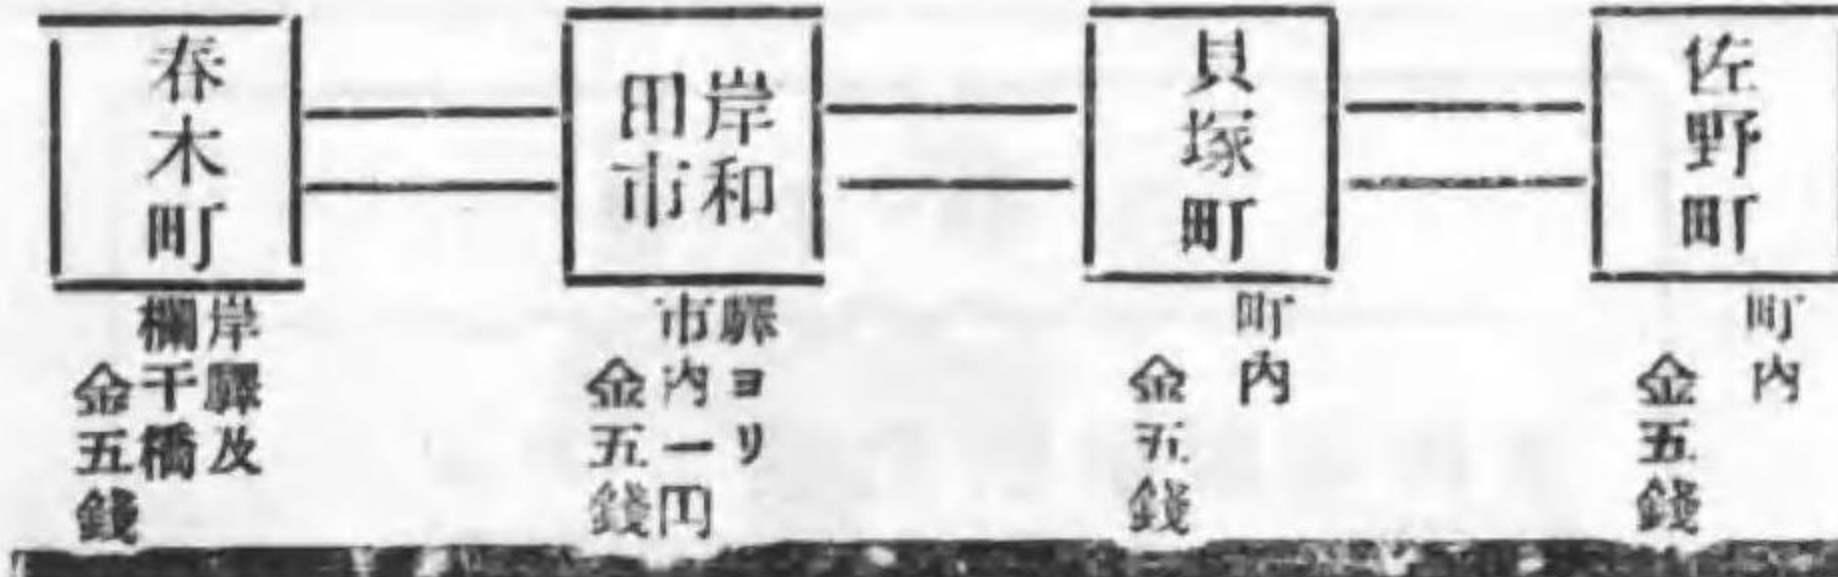 佐野町
町内
金五錢
貝塚町
町内
金五錢
岸和
田市
驛ヨリ
市内一円
金五錢
春木町
岸驛及
欄干橋
金五錢